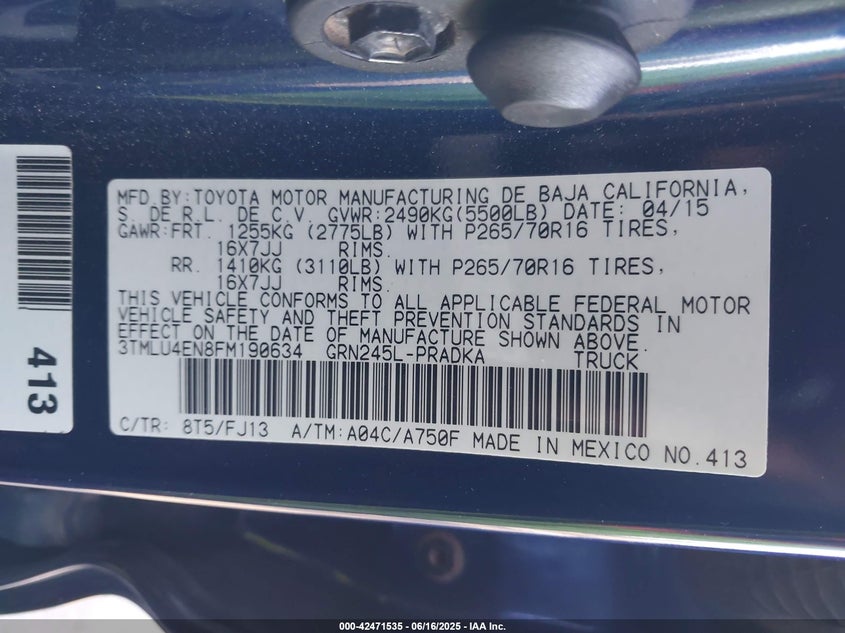 MFD.BY:TOYOTA MOTOR MANUFACTURING DE BAJA CALIFORNIA,
S. DE R.L. DE C.V. GVWR:2490KG(5500LB) DATE: 04/15
GAWR:FRT. 1255KG (2775LB) WITH P265/70R16 TIRES,
16X7JJ RIMS.
RR. 1410KG (3110LB) WITH P265/70R16 TIRES,
16X7JJ RIMS.
THIS VEHICLE CONFORMS TO ALL APPLICABLE FEDERAL MOTOR
VEHICLE SAFETY AND THEFT PREVENTION STANDARDS IN
EFFECT ON THE DATE OF MANUFACTURE SHOWN ABOVE.
3TMLU4EN8FM190634 GRN245L-PRADKA TRUCK
C/TR: 8T5/FJ13 A/TM:A04C/A750F MADE IN MEXICO NO.413
413
000-42471535 - 06/16/2025 - IAA Inc.